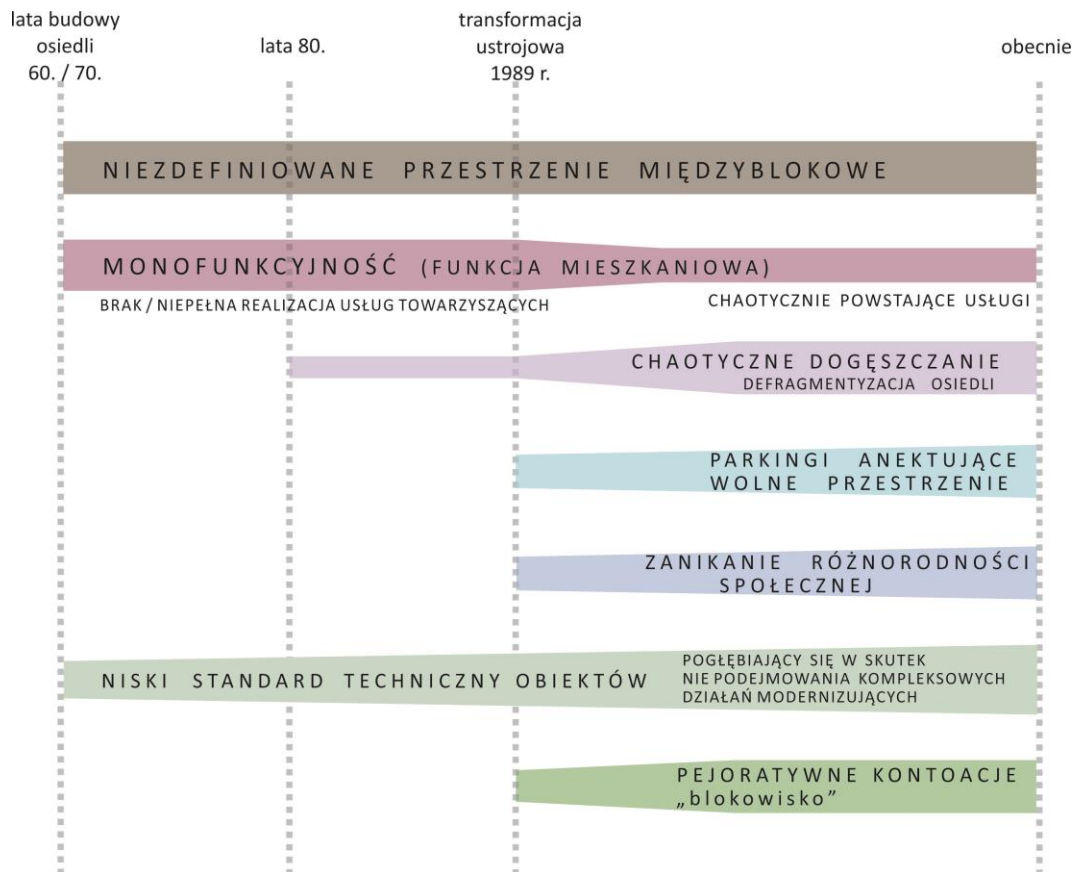 lata budowy
osiedli
60. / 70.
lata 80.
transformacja
ustrojowa
1989 r.
obecnie
NIEZDEFINIOWANE PRZESTRZENIE MIĘDZYBLOKOWE
MONOFUNKCYJNOŚĆ (FUNKCJA MIESZKANIOWA)
BRAK / NIEPEŁNA REALIZACJA USŁUG TOWARZYSZĄCYCH
CHAOTYCZNIE POWSTAJĄCE USŁUGI
CHAOTYCZNE DOGĘSZCZANIE
DEFRAGMENTYZACJA OSIEDLI
PARKINGI ANEKTUJĄCE
WOLNE PRZESTRZENIE
ZANIKANIE RÓŻNORODNOŚCI
SPOŁECZNEJ
NISKI STANDARD TECHNICZNY OBIEKTÓW
POGŁĘBIAJĄCY SIĘ W SKUTEK
NIE PODEJMOWANIA KOMPLEKSOWYCH
DZIAŁAŃ MODERNIZUJĄCYCH
PEJORATYWNE KONTOACJE
„blokowisko”